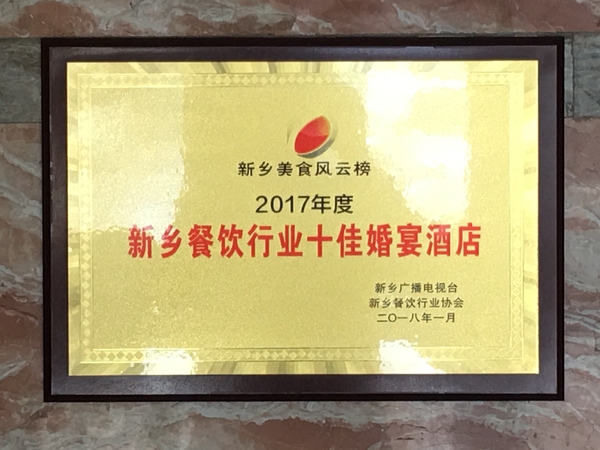 新乡美食风云榜
2017年度
新乡餐饮行业十佳婚宴酒店
新乡广播电视台
新乡餐饮行业协会
二〇一八年一月